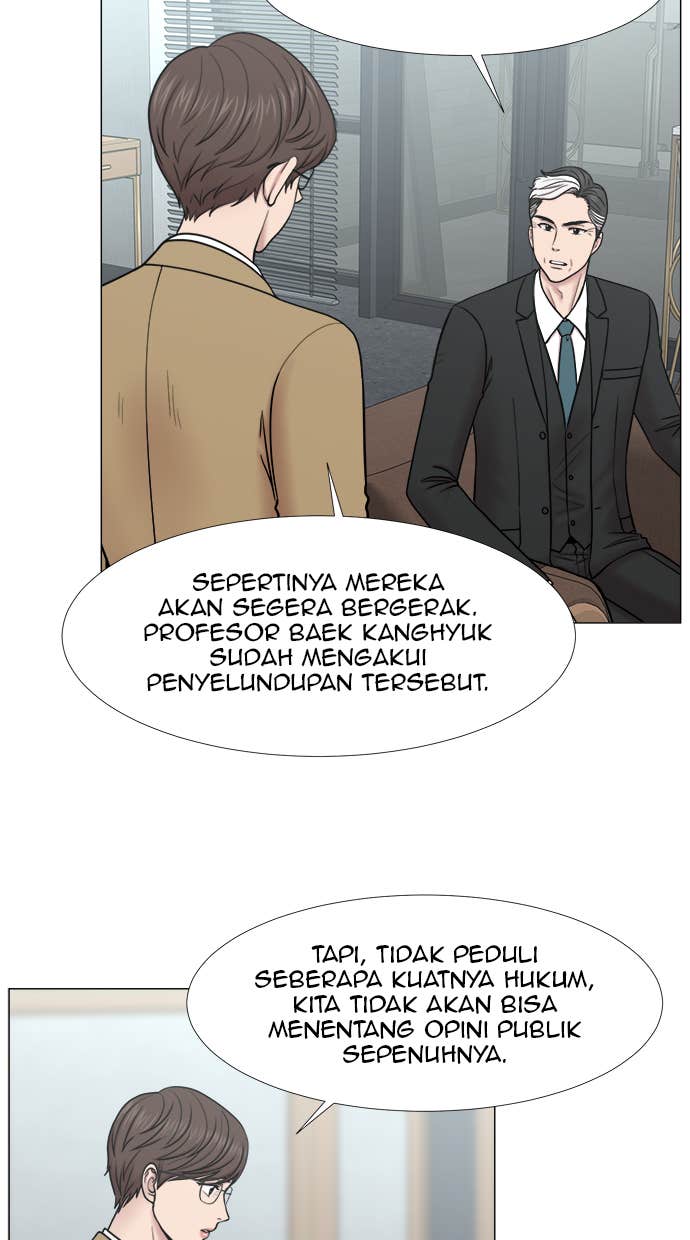 SEPERTINYA MEREKA
AKAN SEGERA BERGERAK.
PROFESOR BAEK KANGHYUK
SUDAH MENGAKUI
PENYELUNDUPAN TERSEBUT.
TAPI, TIDAK PEDULI
SEBERAPA KUATNYA HUKUM,
KITA TIDAK AKAN BISA
MENENTANG OPINI PUBLIK
SEPENUHNYA.